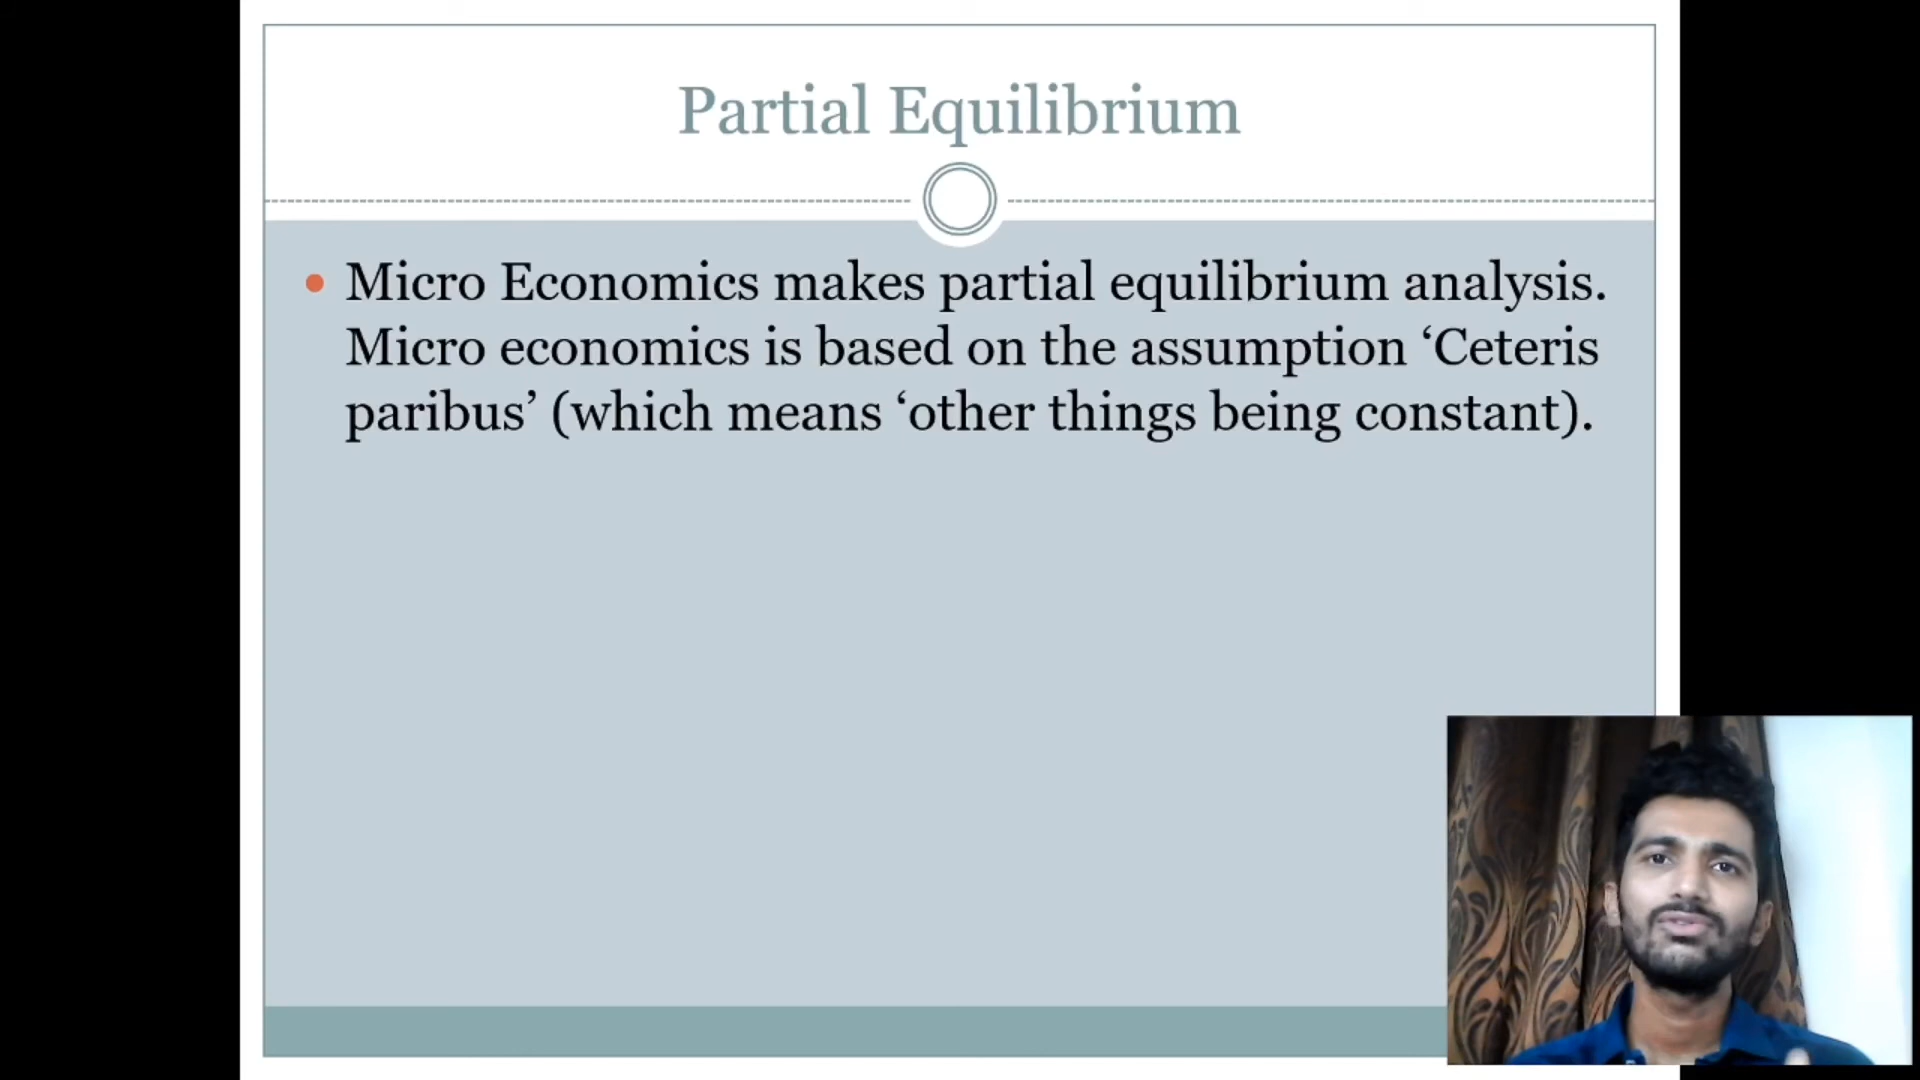 Partial Equilibrium
• Micro Economics makes partial equilibrium analysis.
Micro economics is based on the assumption ‘Ceteris
paribus’ (which means ‘other things being constant).